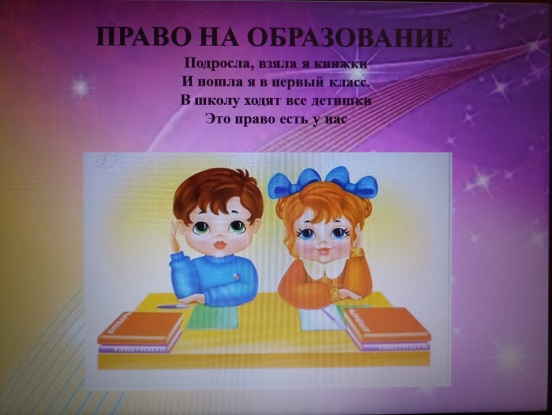 ПРАВО НА ОБРАЗОВАНИЕ
Подросла, взяла я книжки
И пошла я в первый класс.
В школу ходят все детишки
Это право есть у нас